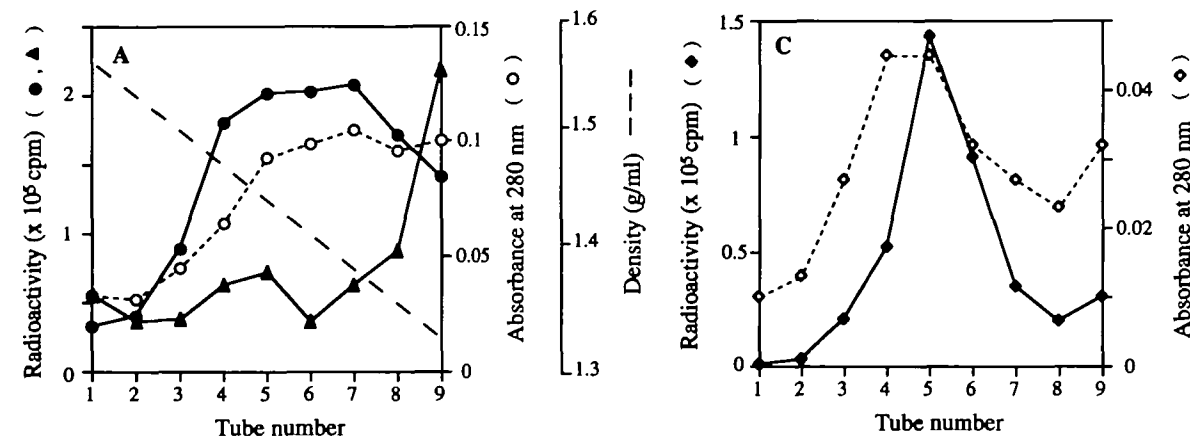 A
Radioactivity (x 10⁵ cpm) ( ● , ▲ )
2
1
0
1 2 3 4 5 6 7 8 9
Tube number
0.15
0.1
0.05
0
Absorbance at 280 nm ( ○ )
1.6
1.5
1.4
1.3
Density (g/ml) – – –
C
Radioactivity (x 10⁵ cpm) ( ◆ )
1.5
1
0.5
0
1 2 3 4 5 6 7 8 9
Tube number
0.04
0.02
0
Absorbance at 280 nm ( ◇ )